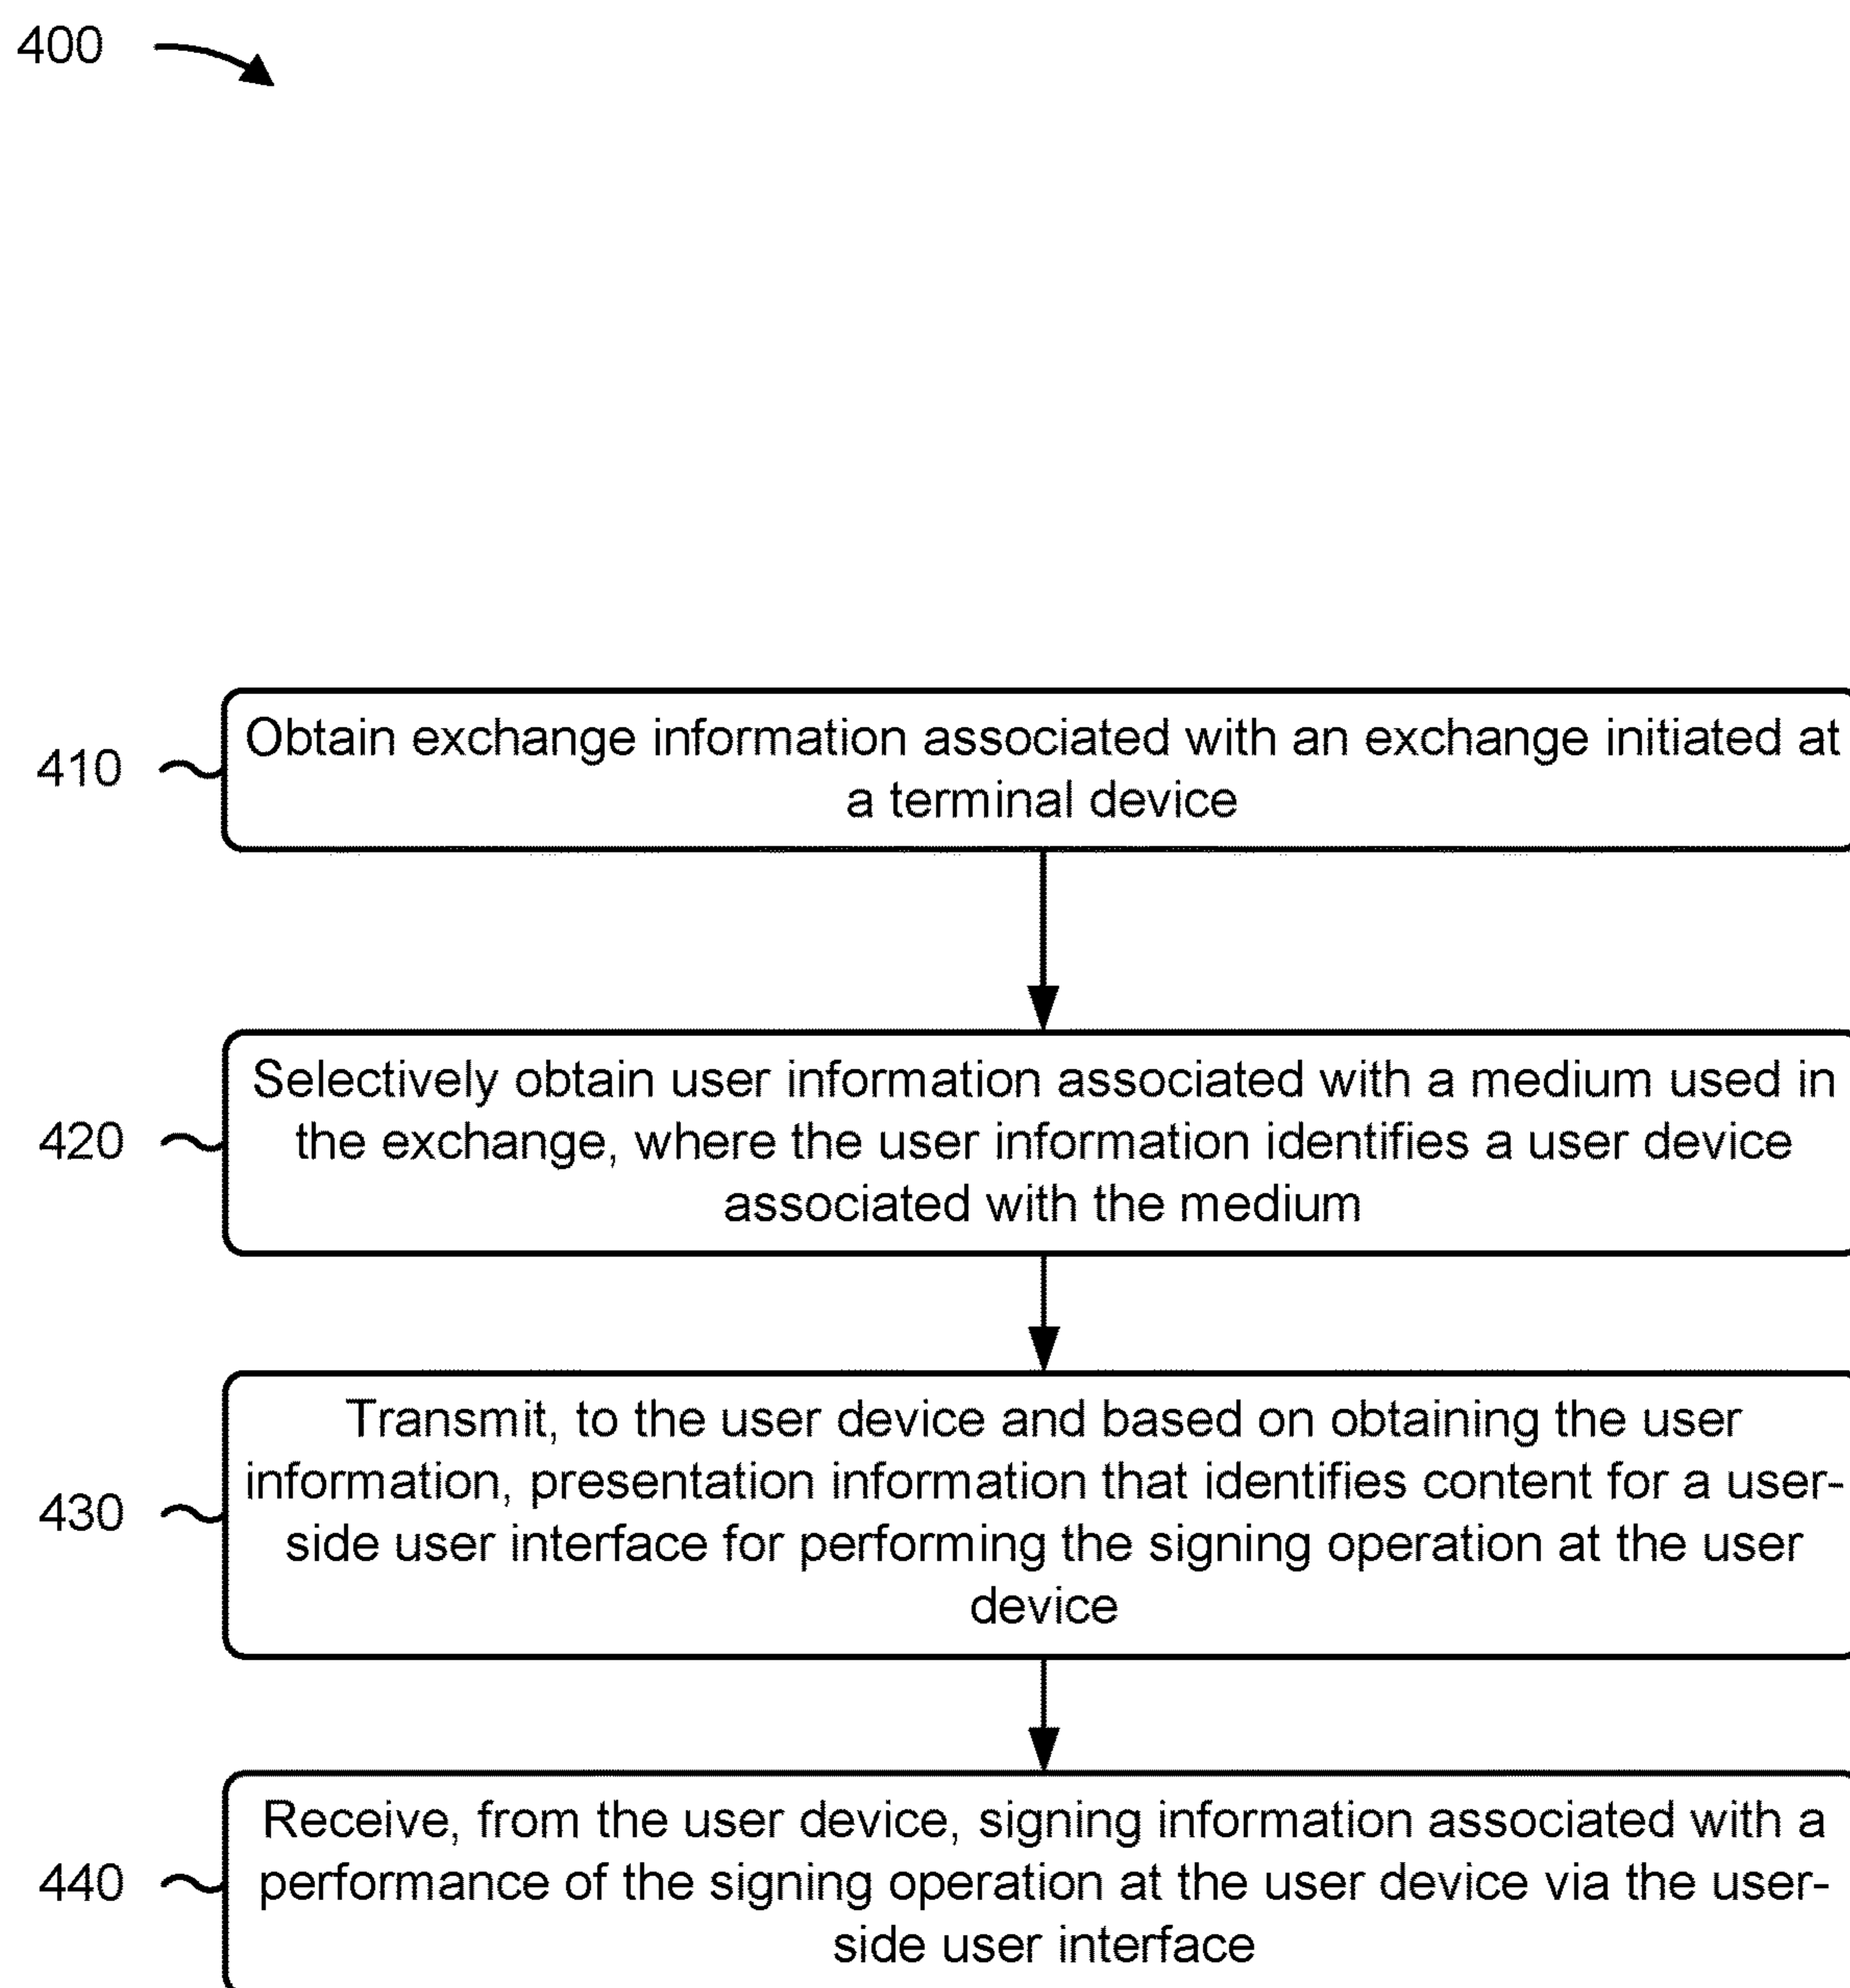 400
410
Obtain exchange information associated with an exchange initiated at
a terminal device
420
Selectively obtain user information associated with a medium used in
the exchange, where the user information identifies a user device
associated with the medium
430
Transmit, to the user device and based on obtaining the user
information, presentation information that identifies content for a user-
side user interface for performing the signing operation at the user
device
440
Receive, from the user device, signing information associated with a
performance of the signing operation at the user device via the user-
side user interface